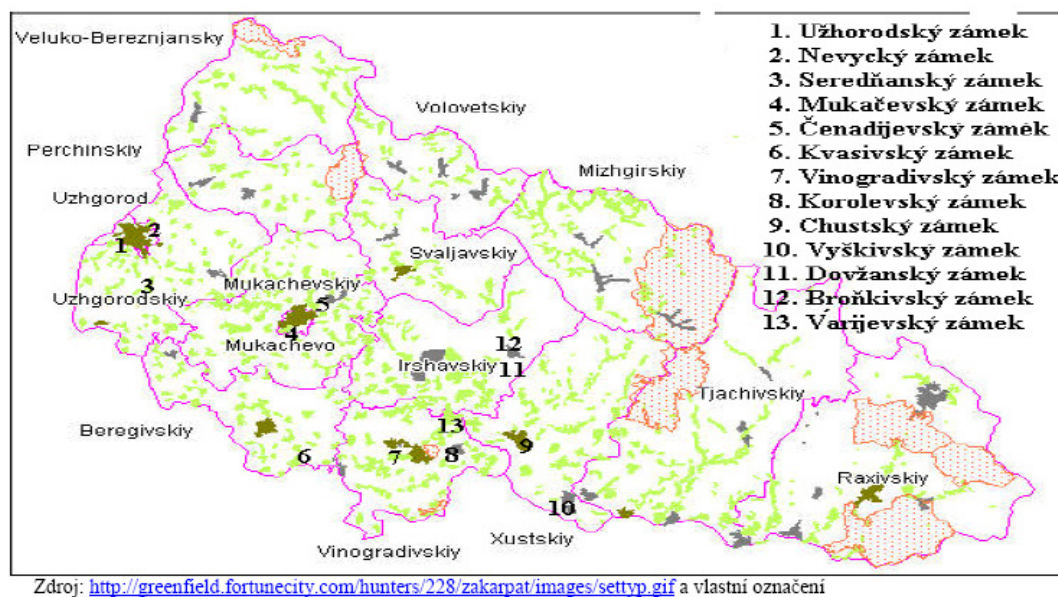 Veluko-Bereznjansky
Volovetskiy
Perchinskiy
Mizhgirskiy
Uzhgorod
2
1
Svaljavskiy
3
Mukachevskiy
5
Uzhgorodskiy
4
Mukachevo
12
Irshavskiy
11
Tjachivskiy
13
Beregivskiy
9
7
8
6
Raxivskiy
10
Xustskiy
Vinogradivskiy
1. Užhorodský zámek
2. Nevycký zámek
3. Seredňanský zámek
4. Mukačevský zámek
5. Čenadijevský zámek
6. Kvasivský zámek
7. Vinogradivský zámek
8. Korolevský zámek
9. Chustský zámek
10. Vyškivský zámek
11. Dovžanský zámek
12. Broňkivský zámek
13. Varijevský zámek
Zdroj: http://greenfield.fortunecity.com/hunters/228/zakarpat/images/settyp.gif a vlastní označení